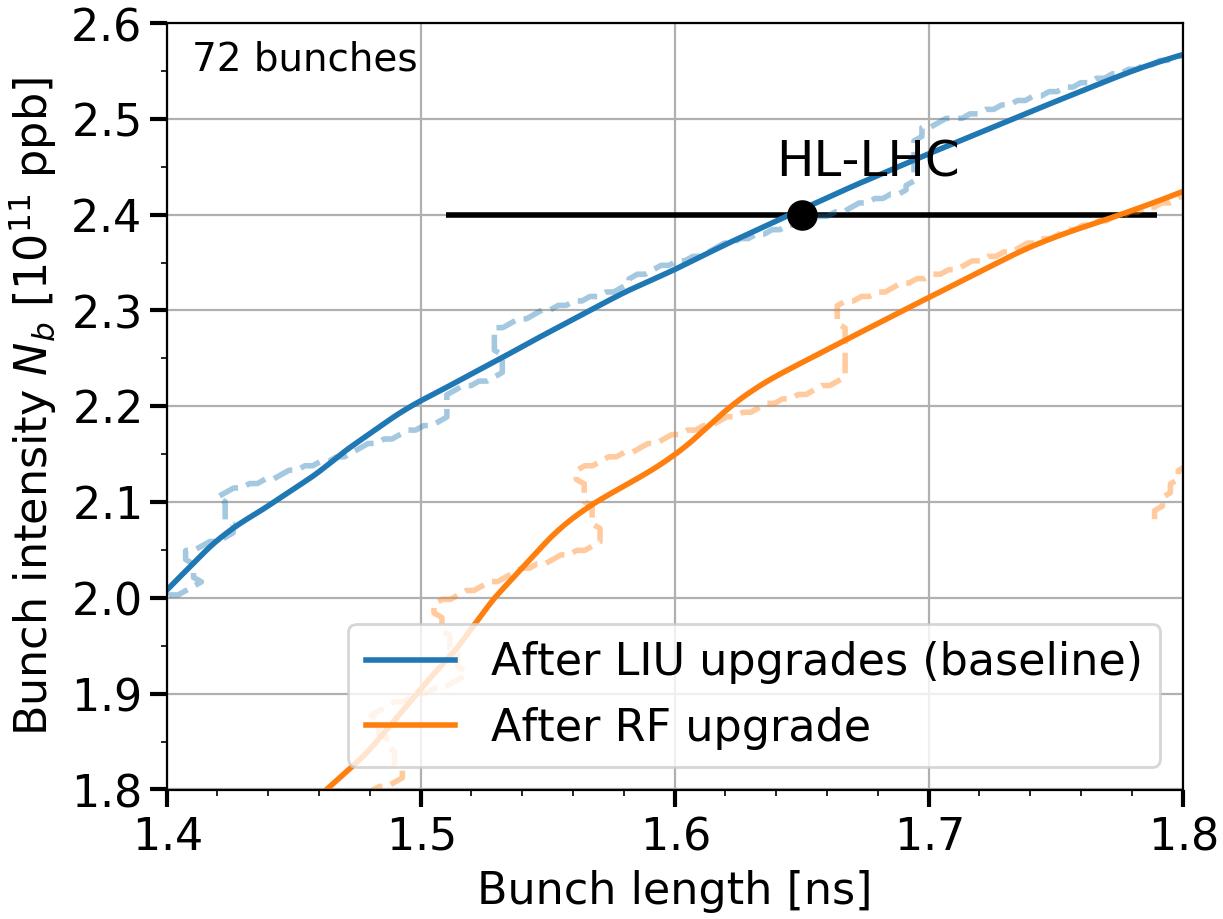 72 bunches
HL-LHC
Bunch intensity $N_b$ [$10^{11}$ ppb]
2.6
2.5
2.4
2.3
2.2
2.1
2.0
1.9
1.8
After LIU upgrades (baseline)
After RF upgrade
1.4 1.5 1.6 1.7 1.8
Bunch length [ns]